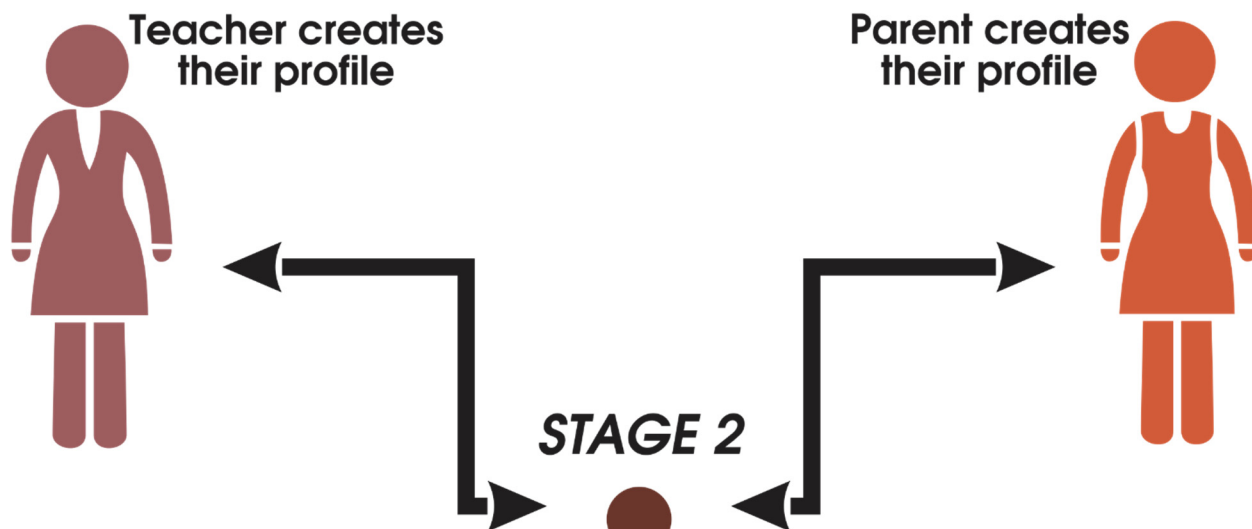 Teacher creates
their profile
Parent creates
their profile
STAGE 2